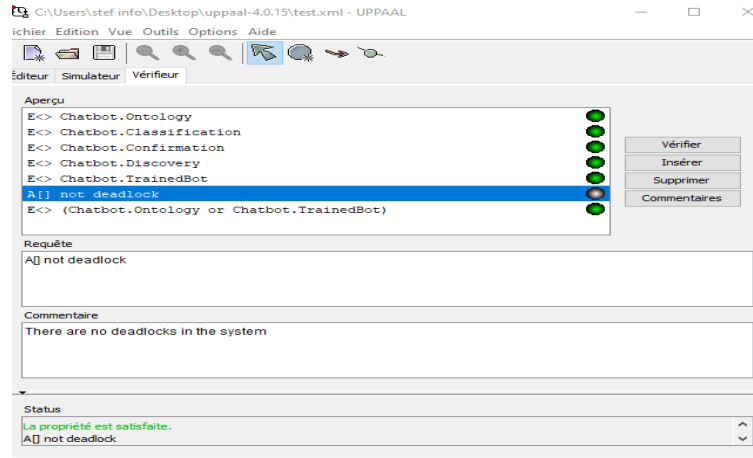 C:\Users\stef info\Desktop\uppaal-4.0.15\test.xml - UPPAAL
ichier Edition Vue Outils Options Aide
Éditeur Simulateur Vérifieur
Aperçu
E<> Chatbot.Ontology
E<> Chatbot.Classification
E<> Chatbot.Confirmation
E<> Chatbot.Discovery
E<> Chatbot.TrainedBot
A[] not deadlock
E<> (Chatbot.Ontology or Chatbot.TrainedBot)
Vérifier
Insérer
Supprimer
Commentaires
Requête
A[] not deadlock
Commentaire
There are no deadlocks in the system
Status
La propriété est satisfaite.
A[] not deadlock